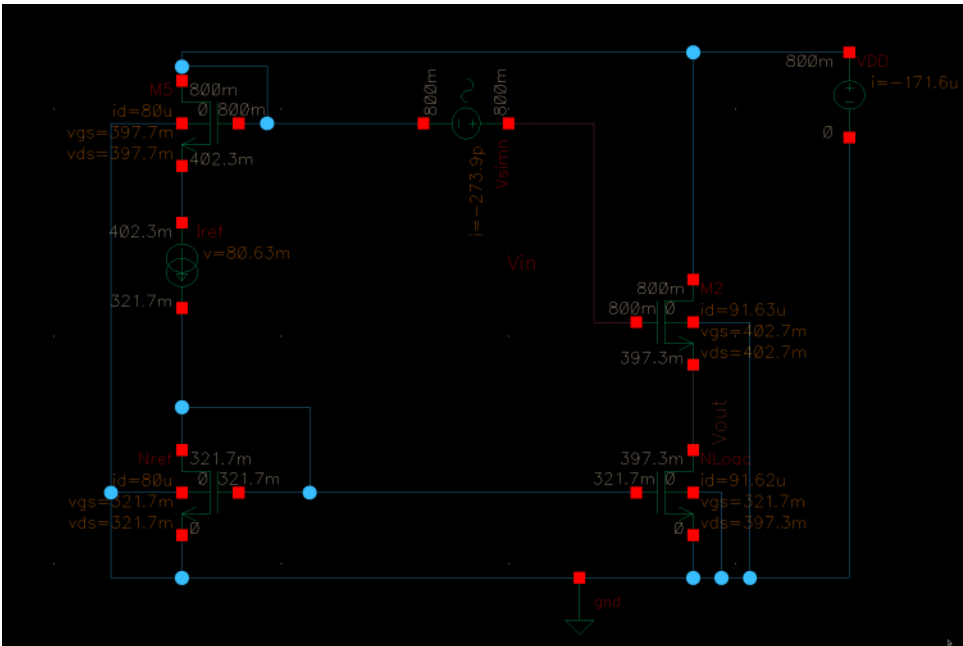 800m
VDD
i=-171.6u
0
M5
800m
0
800m
id=80u
vgs=397.7m
vds=397.7m
402.3m
800m
800m
i=-273.9p
Vsimn
402.3m
Iref
v=80.63m
321.7m
Vin
800m
M2
800m
0
id=91.63u
vgs=402.7m
vds=402.7m
397.3m
Vout
Nref
321.7m
0
321.7m
id=80u
vgs=321.7m
vds=321.7m
0
397.3m
NLoad
321.7m
0
id=91.62u
vgs=321.7m
vds=397.3m
0
gnd